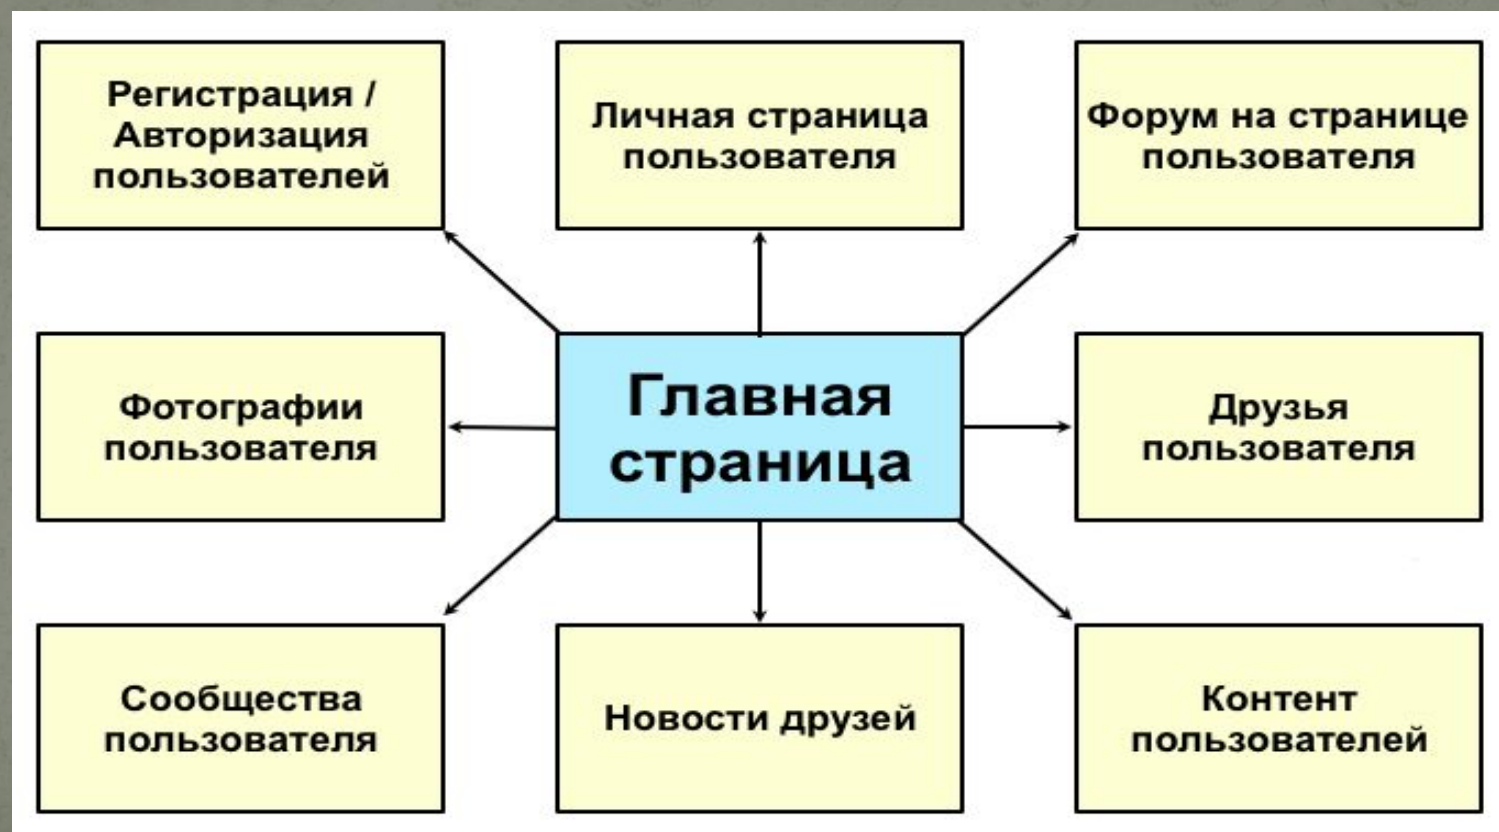 Регистрация /
Авторизация
пользователей
Личная страница
пользователя
Форум на странице
пользователя
Фотографии
пользователя
Главная
страница
Друзья
пользователя
Сообщества
пользователя
Новости друзей
Контент
пользователей